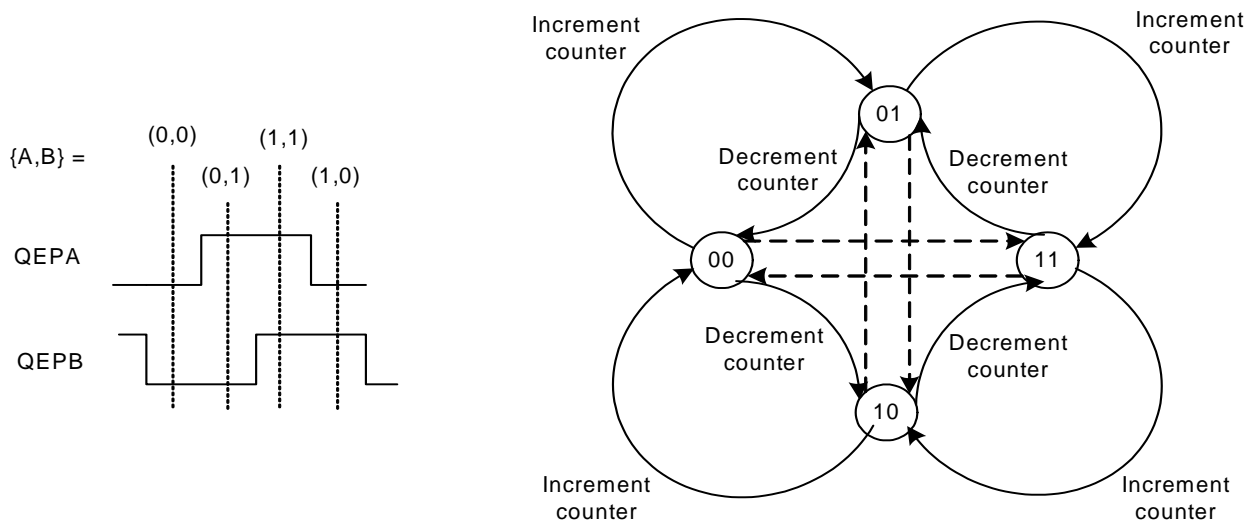 {A,B} =
(0,0)
(0,1)
(1,1)
(1,0)
QEPA
QEPB
Increment
counter
Increment
counter
01
Decrement
counter
Decrement
counter
00
11
Decrement
counter
Decrement
counter
10
Increment
counter
Increment
counter